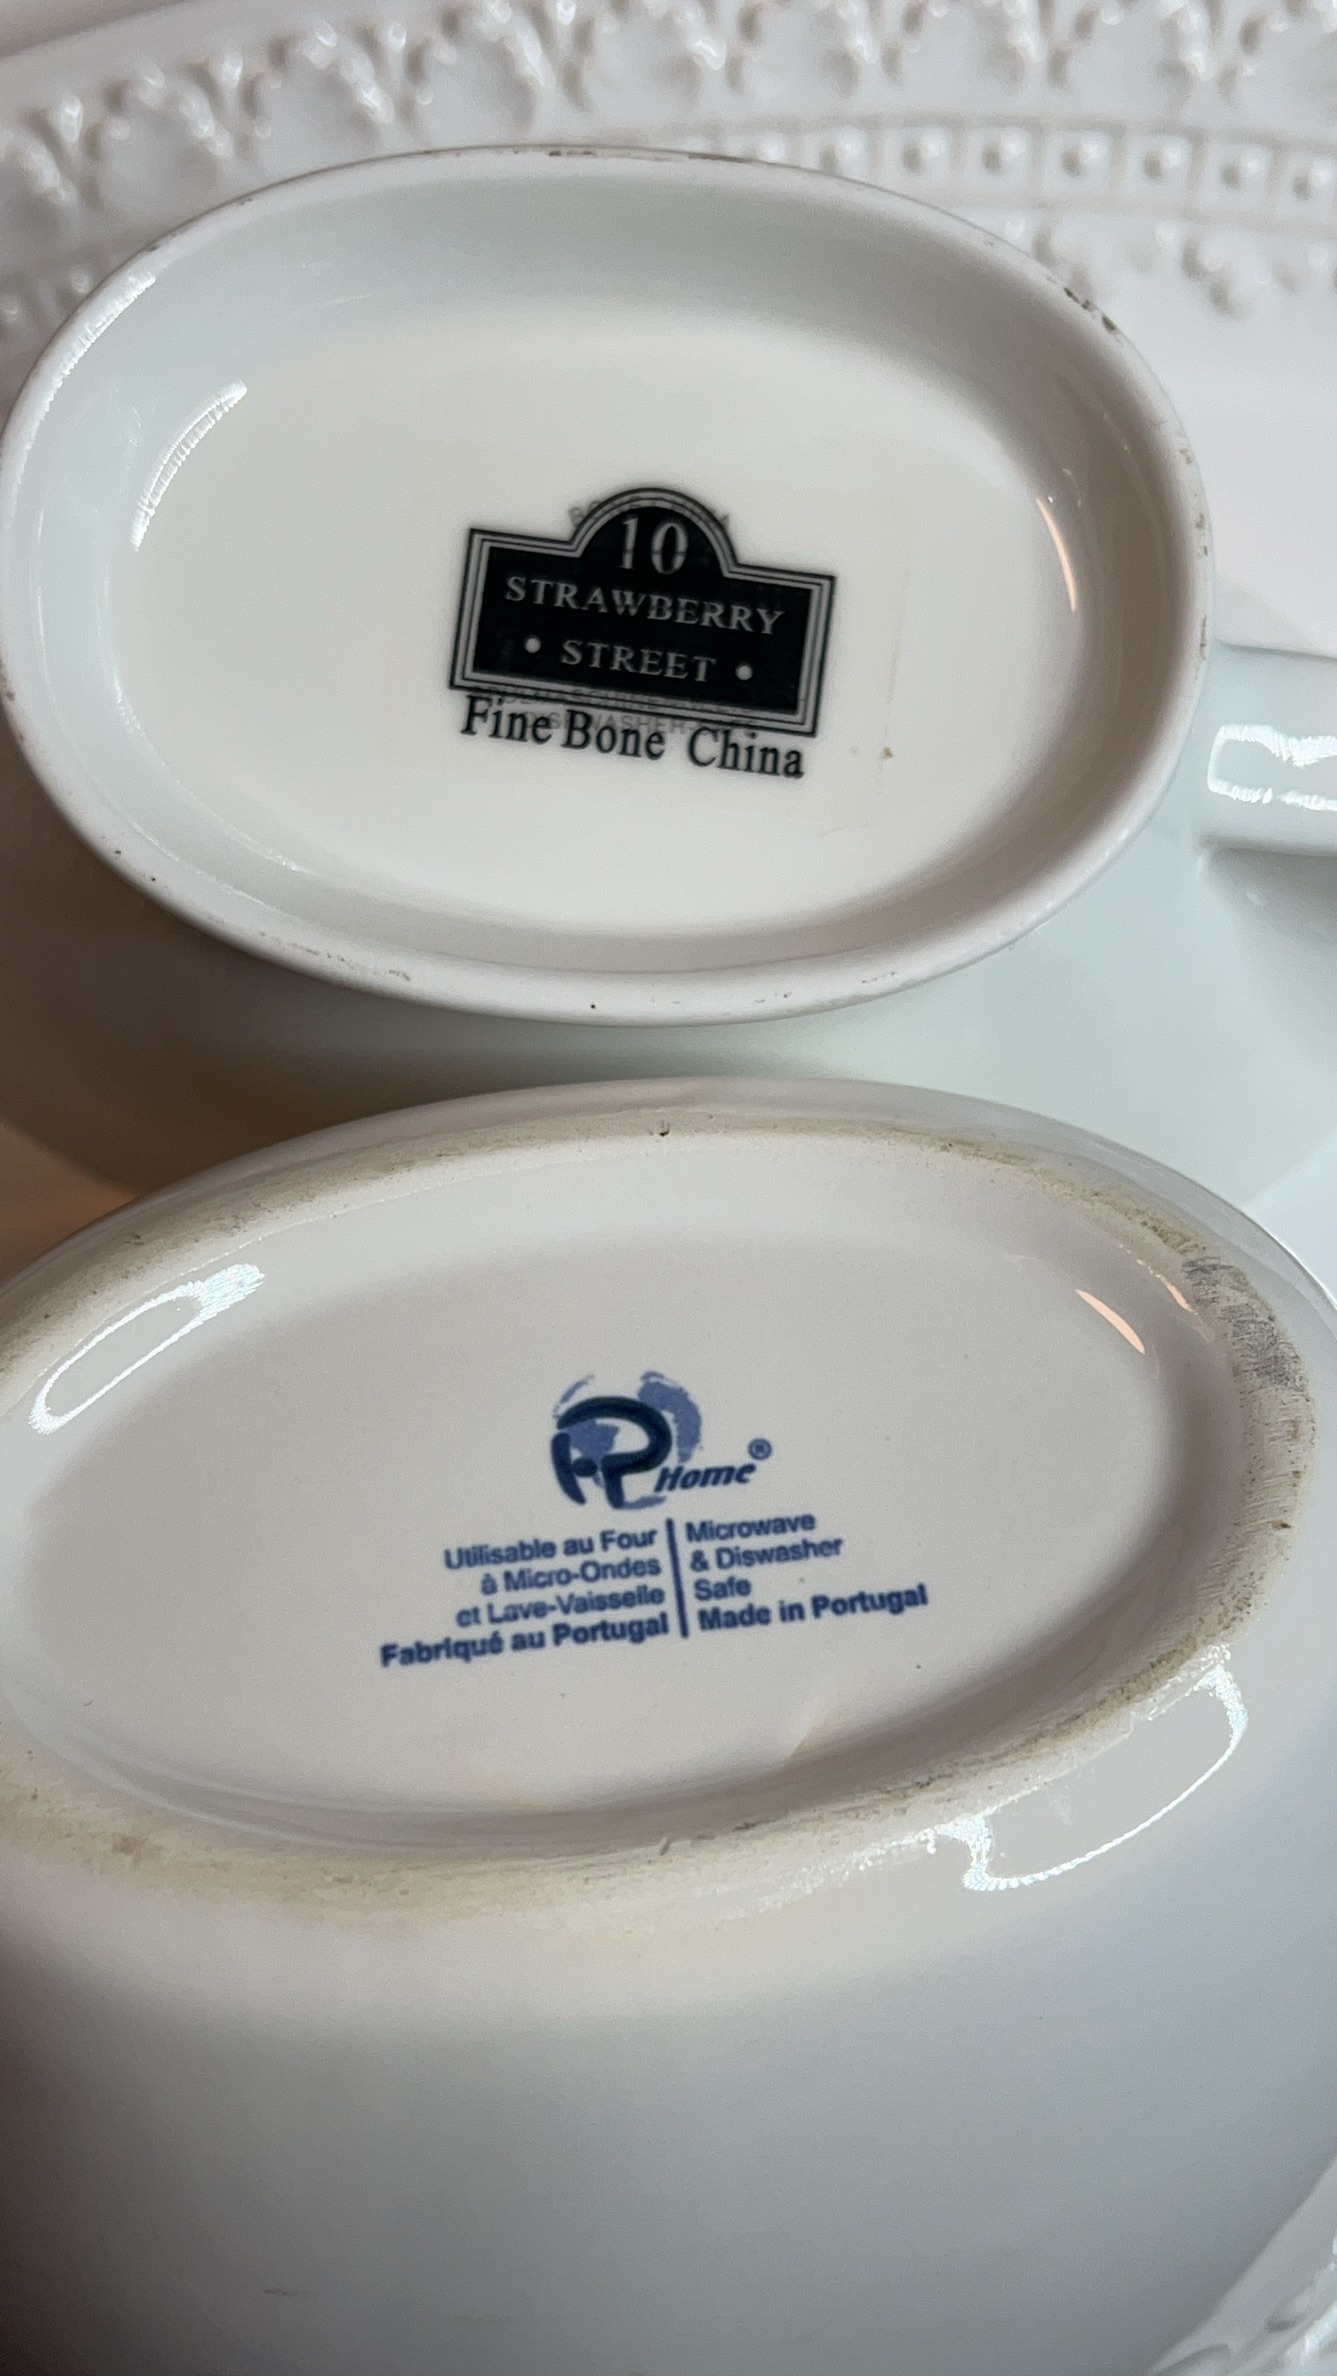 10
STRAWBERRY
• STREET •
Fine Bone China
Home®
Utilisable au Four
à Micro-Ondes
et Lave-Vaisselle
Fabriqué au Portugal
Microwave
& Diswasher
Safe
Made in Portugal